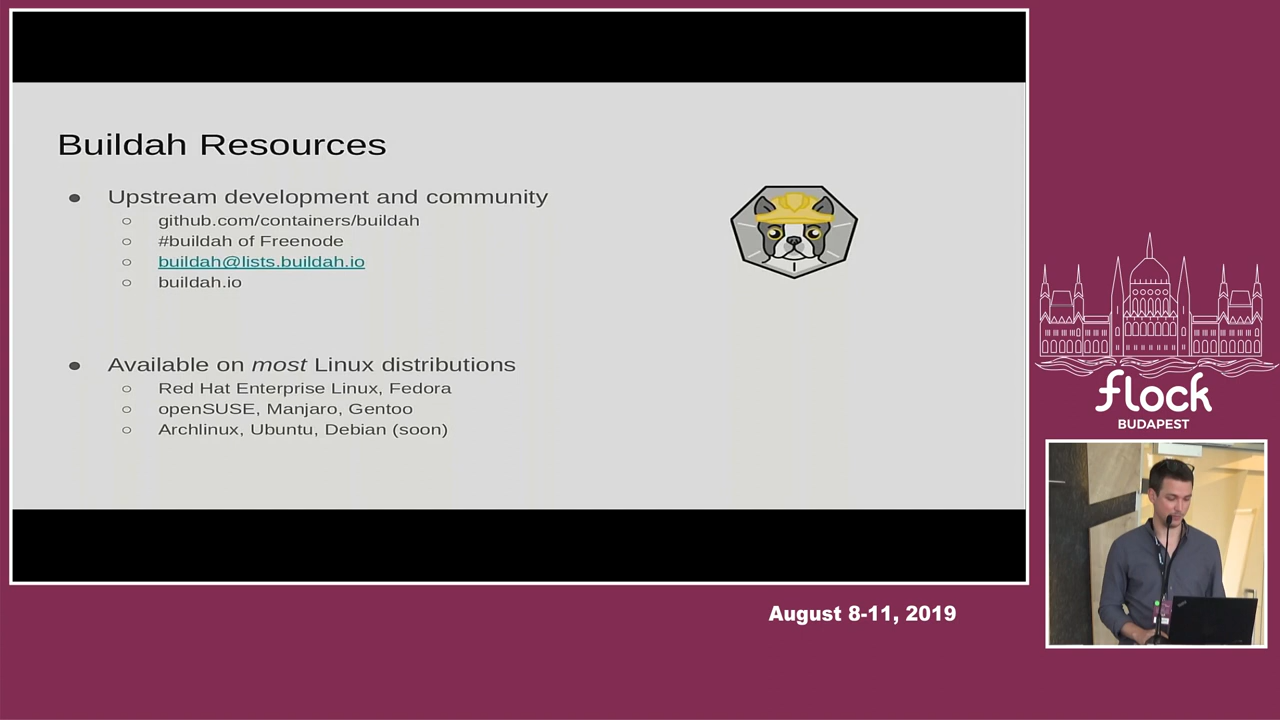 Buildah Resources
● Upstream development and community
○ github.com/containers/buildah
○ #buildah of Freenode
○ buildah@lists.buildah.io
○ buildah.io
● Available on most Linux distributions
○ Red Hat Enterprise Linux, Fedora
○ openSUSE, Manjaro, Gentoo
○ Archlinux, Ubuntu, Debian (soon)
flock
BUDAPEST
August 8-11, 2019